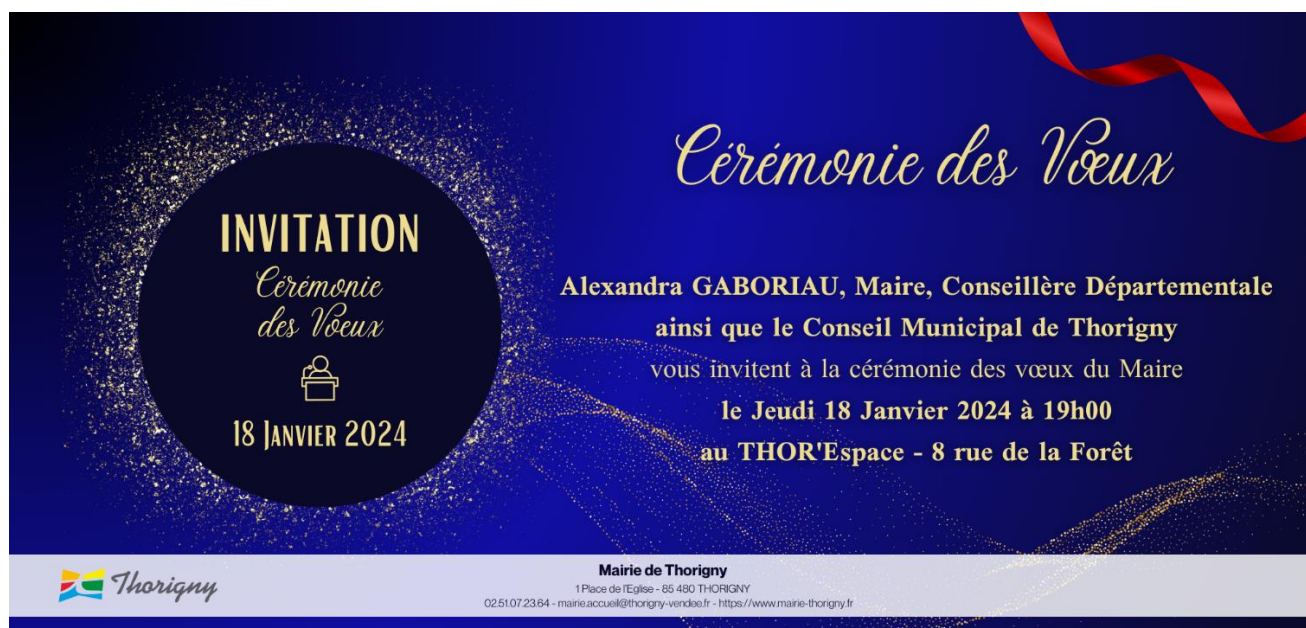 INVITATION
Cérémonie
des Vœux
18 JANVIER 2024
Cérémonie des Vœux
Alexandra GABORIAU, Maire, Conseillère Départementale
ainsi que le Conseil Municipal de Thorigny
vous invitent à la cérémonie des vœux du Maire
le Jeudi 18 Janvier 2024 à 19h00
au THOR'Espace - 8 rue de la Forêt
Thorigny
Mairie de Thorigny
1 Place de l'Eglise - 85 480 THORIGNY
02.51.07.23.64 - mairie.accueil@thorigny-vendee.fr - https://www.mairie-thorigny.fr